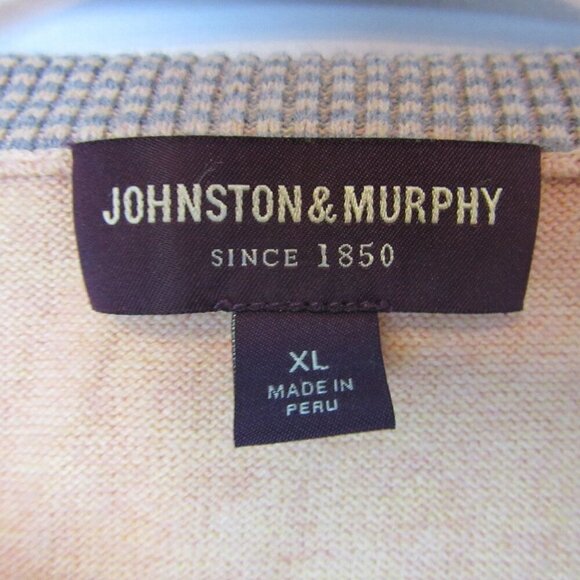 JOHNSTON & MURPHY
SINCE 1850
XL
MADE IN
PERU